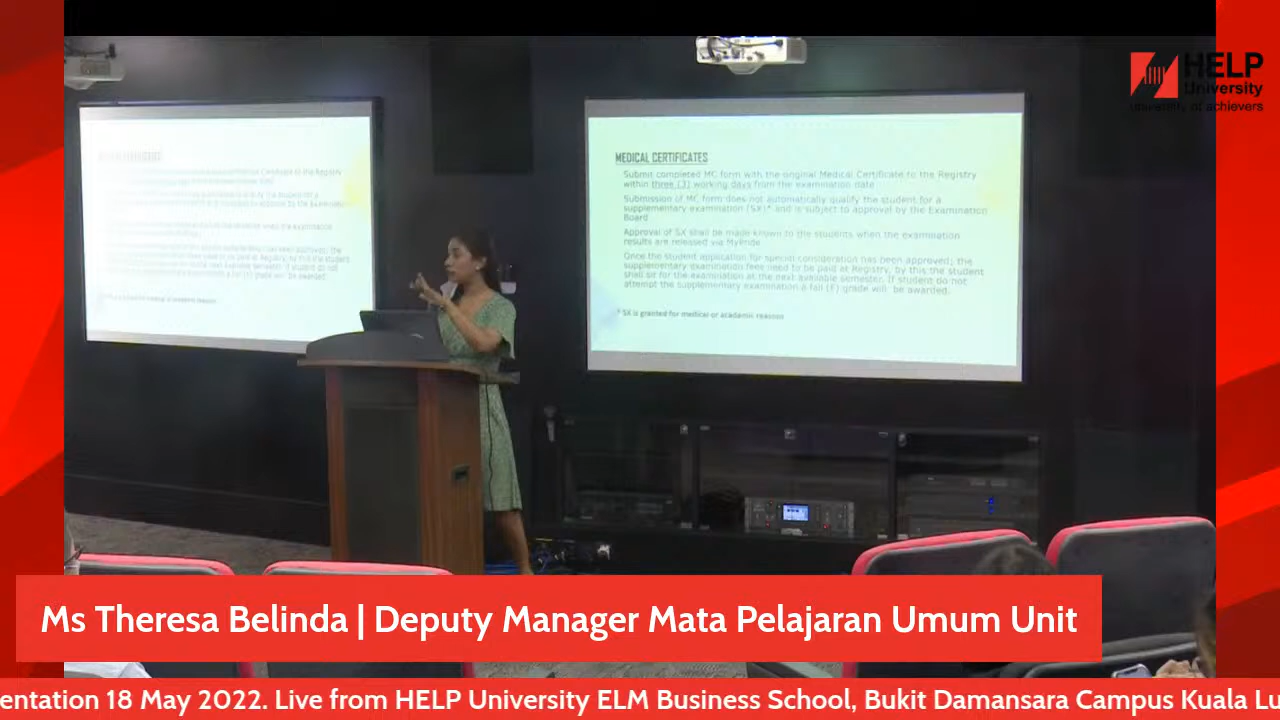 HELP
University
university of achievers
MEDICAL CERTIFICATES
Submit completed MC form with the original Medical Certificate to the Registry
within three (3) working days from the examination date
Submission of MC form does not automatically qualify the student for a
supplementary examination (SX)* and is subject to approval by the Examination
Board
Approval of SX shall be made known to the students when the examination
results are released via MyPride
Once the student application for special consideration has been approved; the
supplementary examination fees need to be paid at Registry, by this the student
shall sit for the examination at the next available semester. If student do not
attempt the supplementary examination a fail (F) grade will be awarded.
* SX is granted for medical or academic reasons
Ms Theresa Belinda | Deputy Manager Mata Pelajaran Umum Unit
entation 18 May 2022. Live from HELP University ELM Business School, Bukit Damansara Campus Kuala Lu